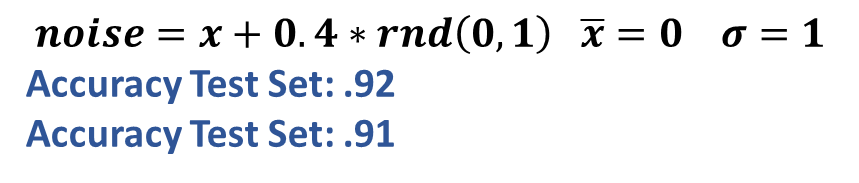 noise = x + 0.4 * rnd(0, 1)  x̅ = 0  σ = 1
Accuracy Test Set: .92
Accuracy Test Set: .91